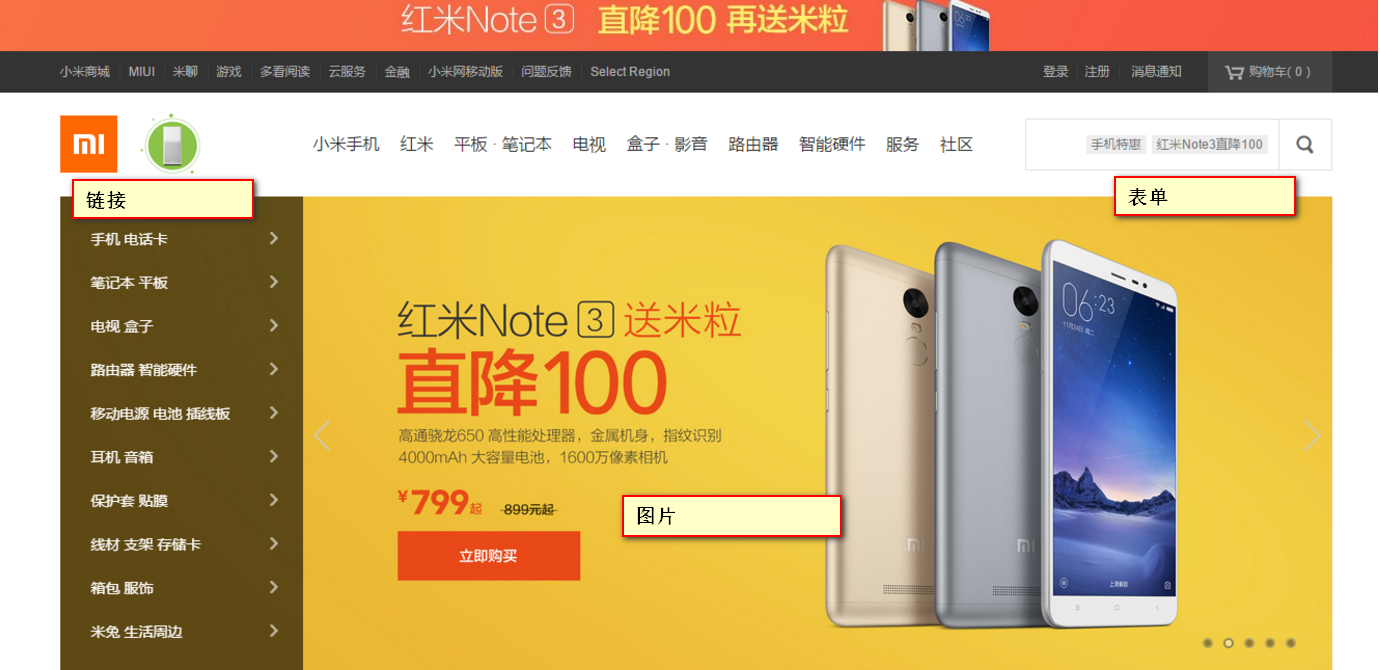 红米Note 3 直降100 再送米粒
小米商城 MIUI 米聊 游戏 多看阅读 云服务 金融 小米网移动版 问题反馈 Select Region 登录 注册 消息通知 购物车( 0 )
小米手机 红米 平板 · 笔记本 电视 盒子 · 影音 路由器 智能硬件 服务 社区 手机特惠 红米Note3直降100
链接
表单
手机 电话卡
笔记本 平板
电视 盒子
路由器 智能硬件
移动电源 电池 插线板
耳机 音箱
保护套 贴膜
线材 支架 存储卡
箱包 服饰
米兔 生活周边
红米Note 3 送米粒
直降100
高通骁龙650 高性能处理器，金属机身，指纹识别
4000mAh 大容量电池，1600万像素相机
¥799起 899元起
立即购买
图片
06:23